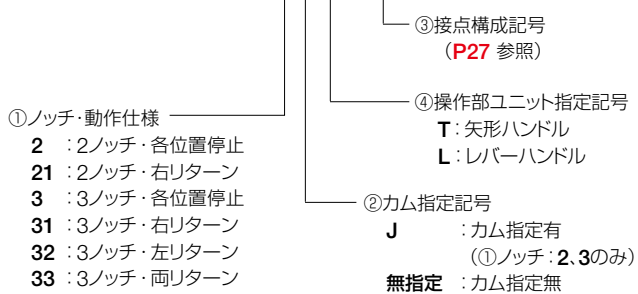 ③接点構成記号
（P27 参照）
④操作部ユニット指定記号
T：矢形ハンドル
L：レバーハンドル
①ノッチ・動作仕様
2 ：2ノッチ・各位置停止
21 ：2ノッチ・右リターン
3 ：3ノッチ・各位置停止
31 ：3ノッチ・右リターン
32 ：3ノッチ・左リターン
33 ：3ノッチ・両リターン
②カム指定記号
J ：カム指定有
（①ノッチ：2、3のみ）
無指定 ：カム指定無